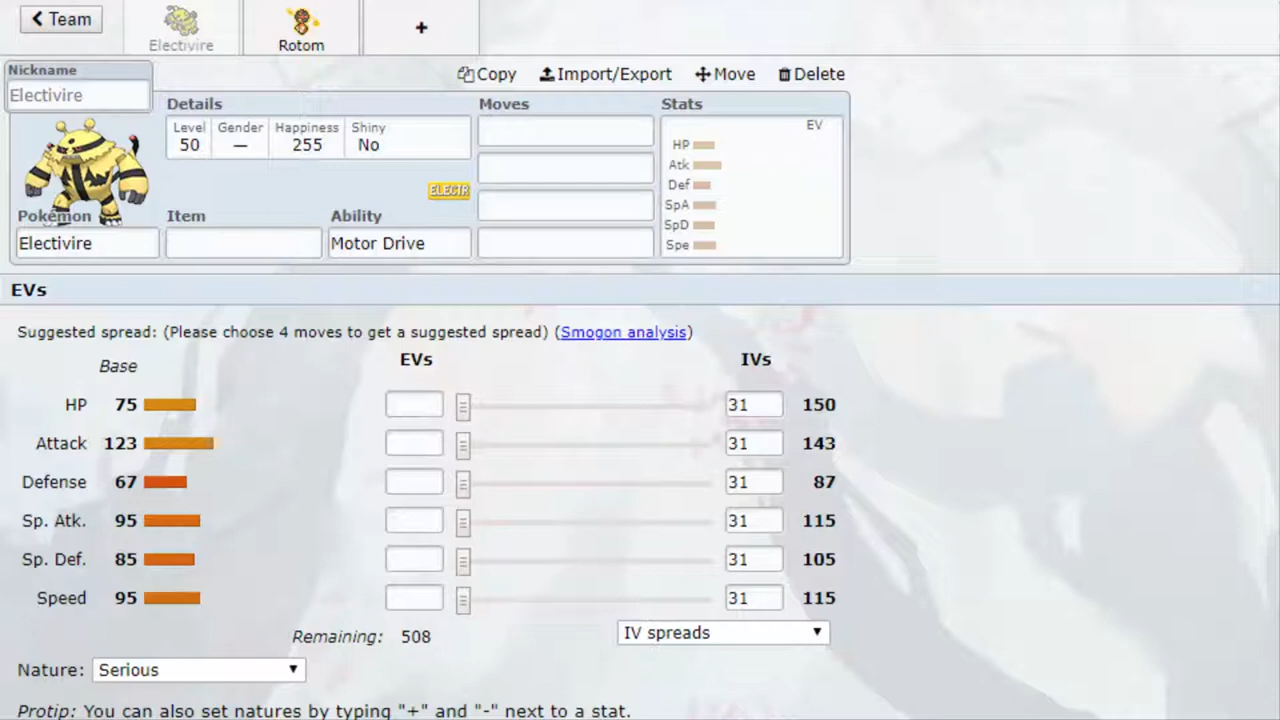 Team
Electivire
Rotom
+
Nickname
Electivire
Copy
Import/Export
Move
Delete
Details
Level
50
Gender
—
Happiness
255
Shiny
No
ELECTR
Pokémon
Electivire
Item
Ability
Motor Drive
Moves
Stats
EV
HP
Atk
Def
SpA
SpD
Spe
EVs
Suggested spread: (Please choose 4 moves to get a suggested spread) (Smogon analysis)
Base EVs IVs
HP 75 31 150
Attack 123 31 143
Defense 67 31 87
Sp. Atk. 95 31 115
Sp. Def. 85 31 105
Speed 95 31 115
Remaining: 508 IV spreads
Nature: Serious
Protip: You can also set natures by typing "+" and "-" next to a stat.